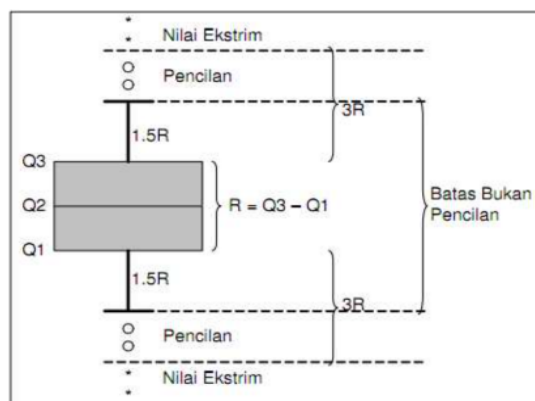 Nilai Ekstrim
Pencilan
3R
1.5R
Q3
Q2
R = Q3 – Q1
Batas Bukan
Pencilan
Q1
1.5R
3R
Pencilan
Nilai Ekstrim